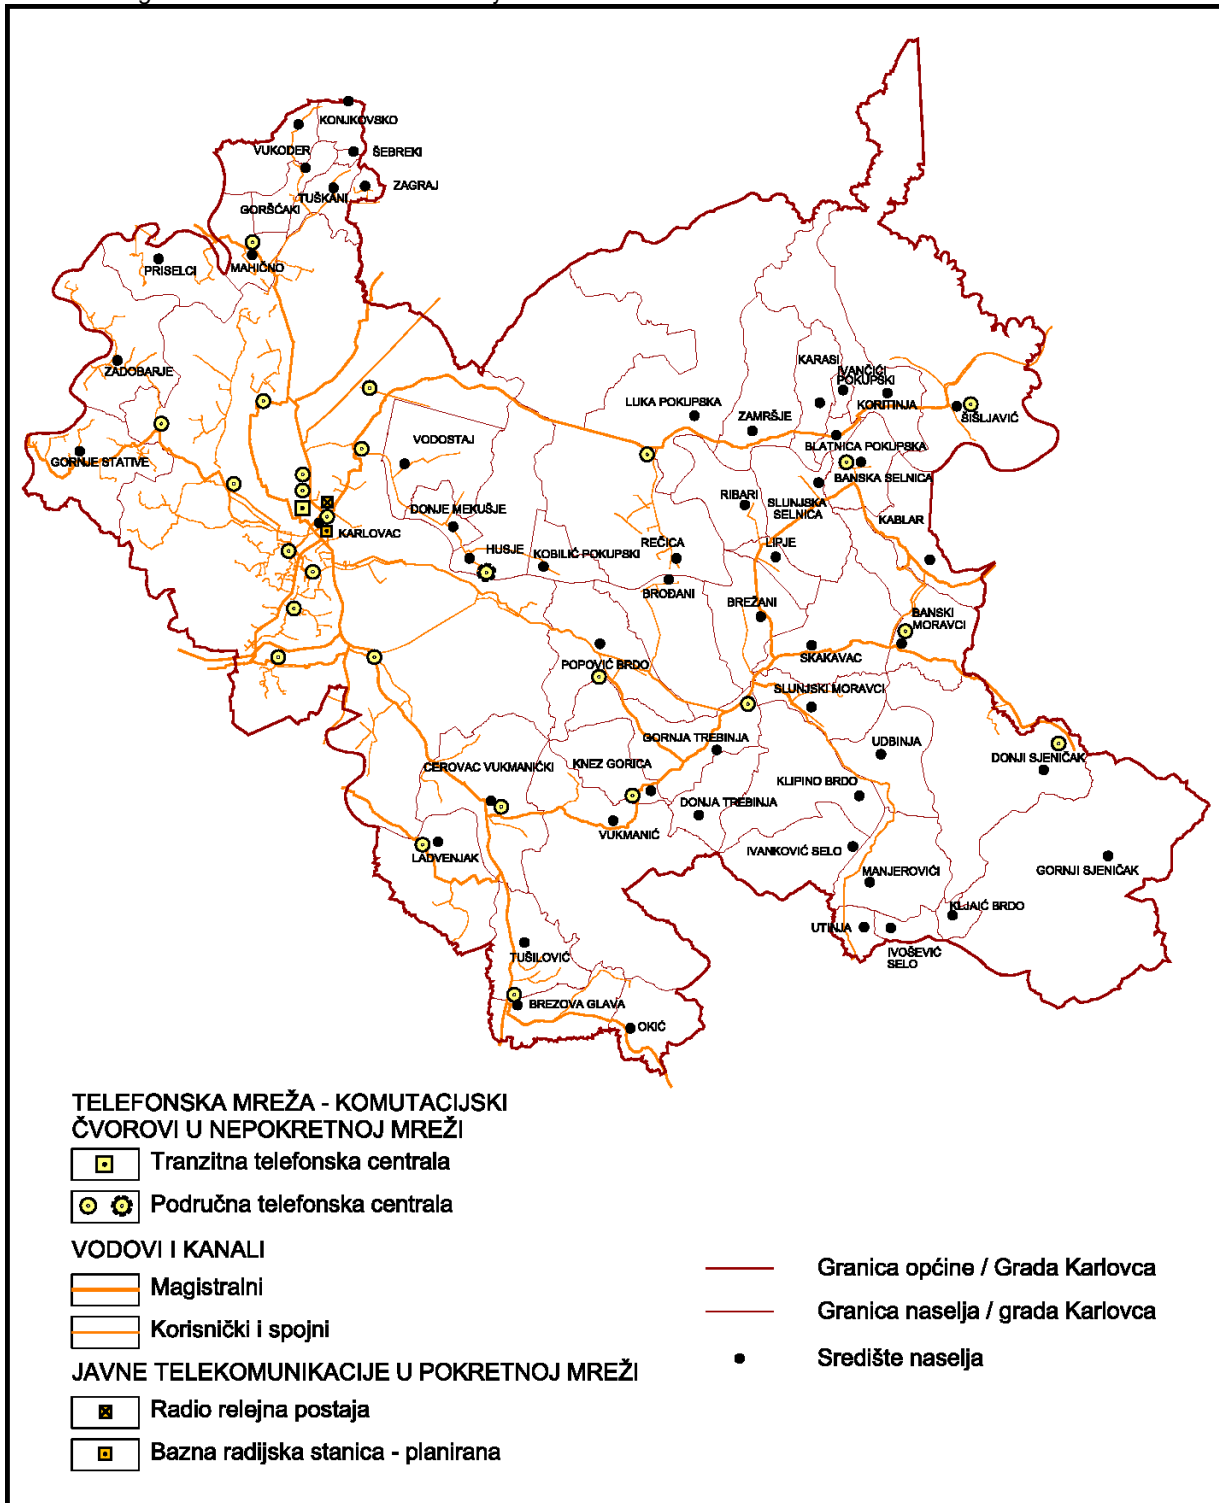 KONJKOVSKO
VUKODER
ŠEBREKI
ZAGRAJ
TUŠKANI
GORŠĆAKI
MAHIČNO
PRISELCI
ZADOBARJE
KARASI
IVANČIĆI
POKUPSKI
KORITINJA
LUKA POKUPSKA
ZAMRŠJE
ŠIŠLJAVIĆ
BLATNICA POKUPSKA
GORNJE STATIVE
VODOSTAJ
BANSKA SELNICA
RIBARI
SLUNJSKA
SELNICA
KABLAR
DONJE MEKUŠJE
KARLOVAC
HUSJE
KOBILIĆ POKUPSKI
REČICA
LIPJE
BROĐANI
BREŽANI
BANSKI
MORAVCI
SKAKAVAC
POPOVIĆ BRDO
SLUNJSKI MORAVCI
GORNJA TREBINJA
UDBINJA
DONJI SJENIČAK
CEROVAC VUKMANIĆKI
KNEZ GORICA
KLIPINO BRDO
DONJA TREBINJA
VUKMANIĆ
LADVENJAK
IVANKOVIĆ SELO
MANJEROVIĆI
GORNJI SJENIČAK
KLJAIĆ BRDO
UTINJA
IVOŠEVIĆ
SELO
TUŠILOVIĆ
BREZOVA GLAVA
OKIĆ
TELEFONSKA MREŽA - KOMUTACIJSKI
ČVOROVI U NEPOKRETNOJ MREŽI
Tranzitna telefonska centrala
Područna telefonska centrala
VODOVI I KANALI
Magistralni
Korisnički i spojni
JAVNE TELEKOMUNIKACIJE U POKRETNOJ MREŽI
Radio relejna postaja
Bazna radijska stanica - planirana
Granica općine / Grada Karlovca
Granica naselja / grada Karlovca
Središte naselja